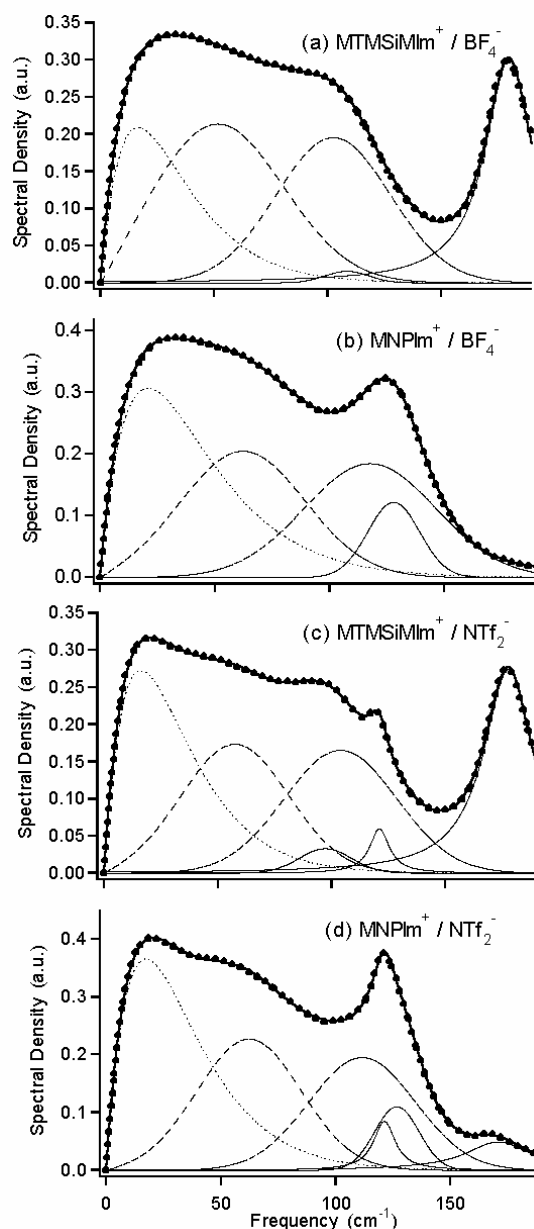 (a) MTMSiMIm⁺ / BF₄⁻
Spectral Density (a.u.)
0.35
0.30
0.25
0.20
0.15
0.10
0.05
0.00
(b) MNPIm⁺ / BF₄⁻
Spectral Density (a.u.)
0.4
0.3
0.2
0.1
0.0
(c) MTMSiMIm⁺ / NTf₂⁻
Spectral Density (a.u.)
0.35
0.30
0.25
0.20
0.15
0.10
0.05
0.00
(d) MNPIm⁺ / NTf₂⁻
Spectral Density (a.u.)
0.4
0.3
0.2
0.1
0.0
0 50 100 150
Frequency (cm⁻¹)